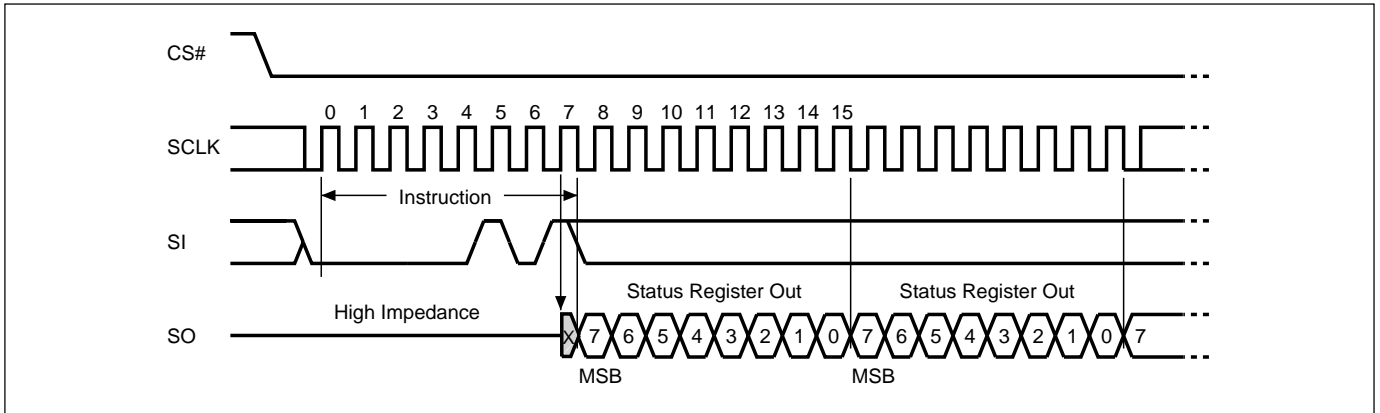 CS#
0 1 2 3 4 5 6 7 8 9 10 11 12 13 14 15
SCLK
Instruction
SI
High Impedance
Status Register Out Status Register Out
SO
X 7 6 5 4 3 2 1 0 7 6 5 4 3 2 1 0 7
MSB MSB